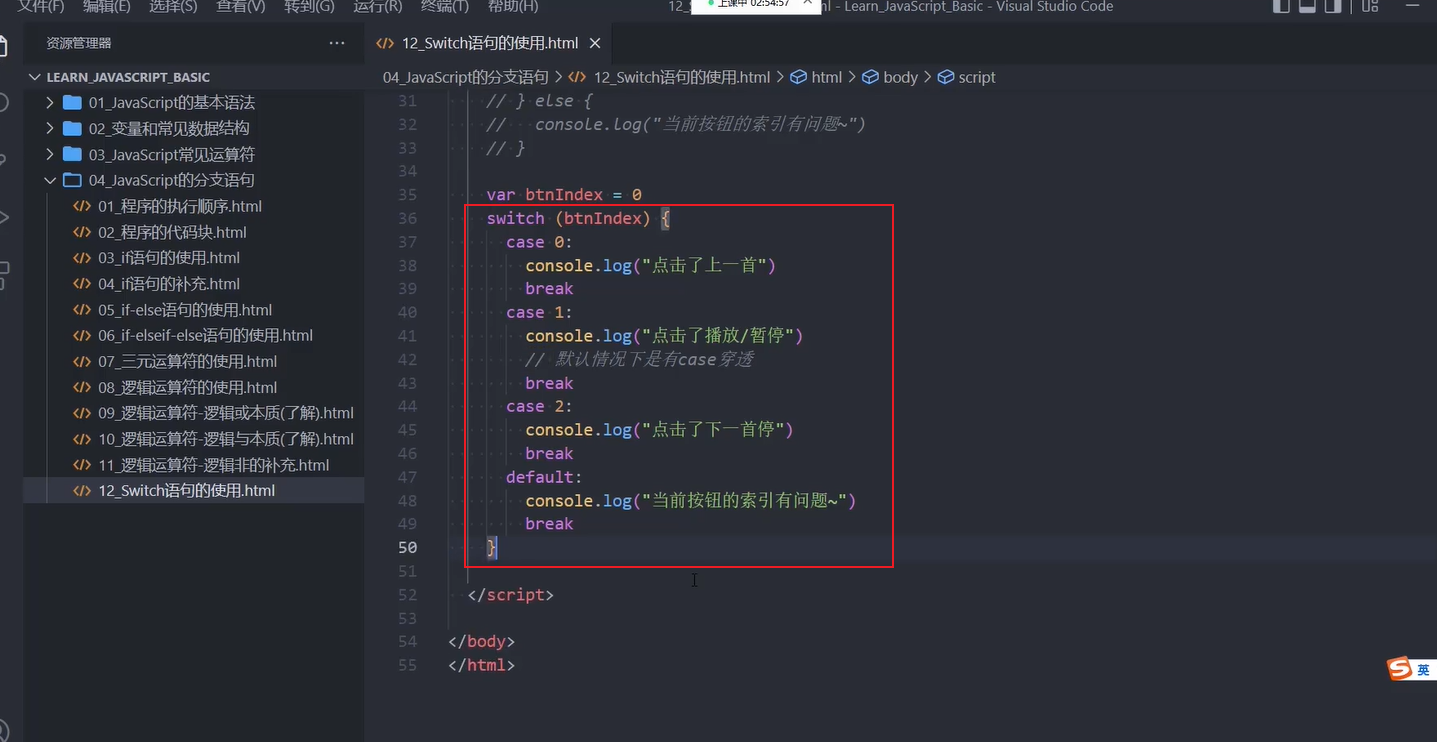 文件(F) 编辑(E) 选择(S) 查看(V) 转到(G) 运行(R) 终端(T) 帮助(H)
上课中 02:54:57
Learn_JavaScript_Basic - Visual Studio Code
资源管理器 ···
12_Switch语句的使用.html
LEARN_JAVASCRIPT_BASIC
01_JavaScript的基本语法
02_变量和常见数据结构
03_JavaScript常见运算符
04_JavaScript的分支语句
01_程序的执行顺序.html
02_程序的代码块.html
03_if语句的使用.html
04_if语句的补充.html
05_if-else语句的使用.html
06_if-elseif-else语句的使用.html
07_三元运算符的使用.html
08_逻辑运算符的使用.html
09_逻辑运算符-逻辑或本质(了解).html
10_逻辑运算符-逻辑与本质(了解).html
11_逻辑运算符-逻辑非的补充.html
12_Switch语句的使用.html
04_JavaScript的分支语句 > 12_Switch语句的使用.html > html > body > script
31 // } else {
32 //   console.log("当前按钮的索引有问题~")
33 // }
34
35 var btnIndex = 0
36 switch (btnIndex) {
37 case 0:
38 console.log("点击了上一首")
39 break
40 case 1:
41 console.log("点击了播放/暂停")
42 // 默认情况下是有case穿透
43 break
44 case 2:
45 console.log("点击了下一首停")
46 break
47 default:
48 console.log("当前按钮的索引有问题~")
49 break
50 }
51
52 </script>
53
54 </body>
55 </html>
英